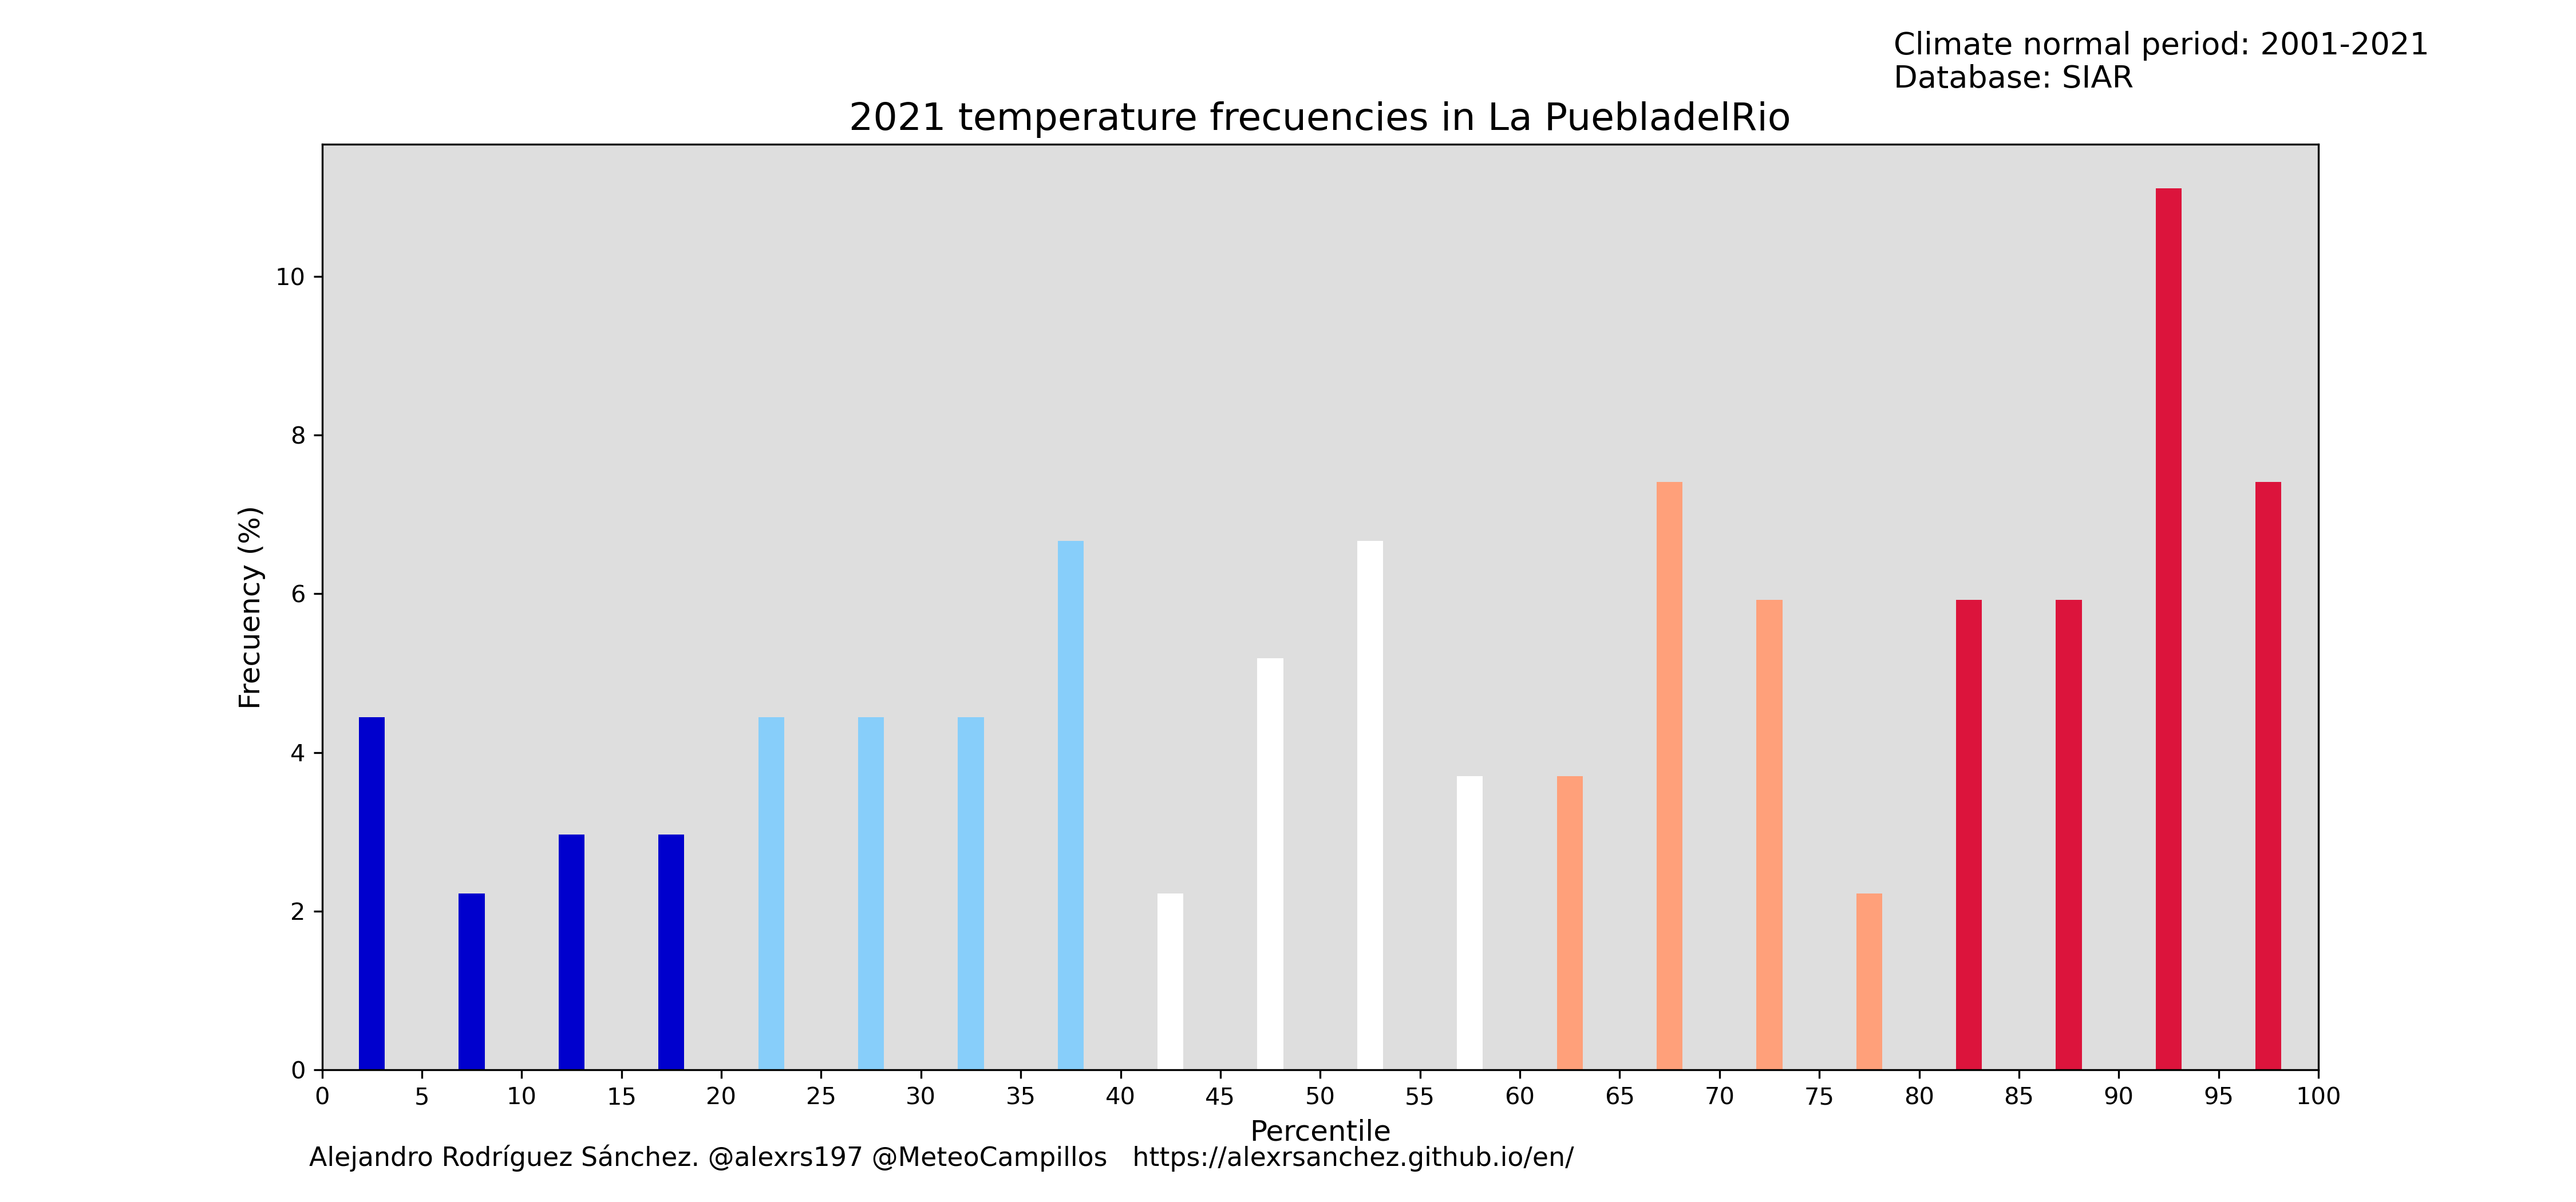 Climate normal period: 2001-2021
Database: SIAR
2021 temperature frecuencies in La PuebladelRio
Frecuency (%)
10
8
6
4
2
0
0 5 10 15 20 25 30 35 40 45 50 55 60 65 70 75 80 85 90 95 100
Percentile
Alejandro Rodríguez Sánchez. @alexrs197 @MeteoCampillos https://alexrsanchez.github.io/en/